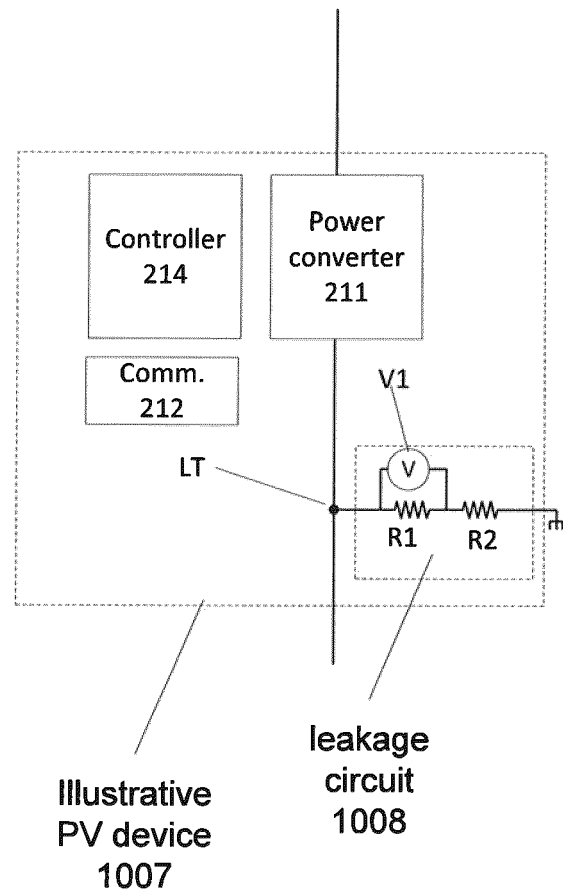 Controller
214
Power
converter
211
Comm.
212
V1
V
LT
R1
R2
leakage
circuit
1008
Illustrative
PV device
1007